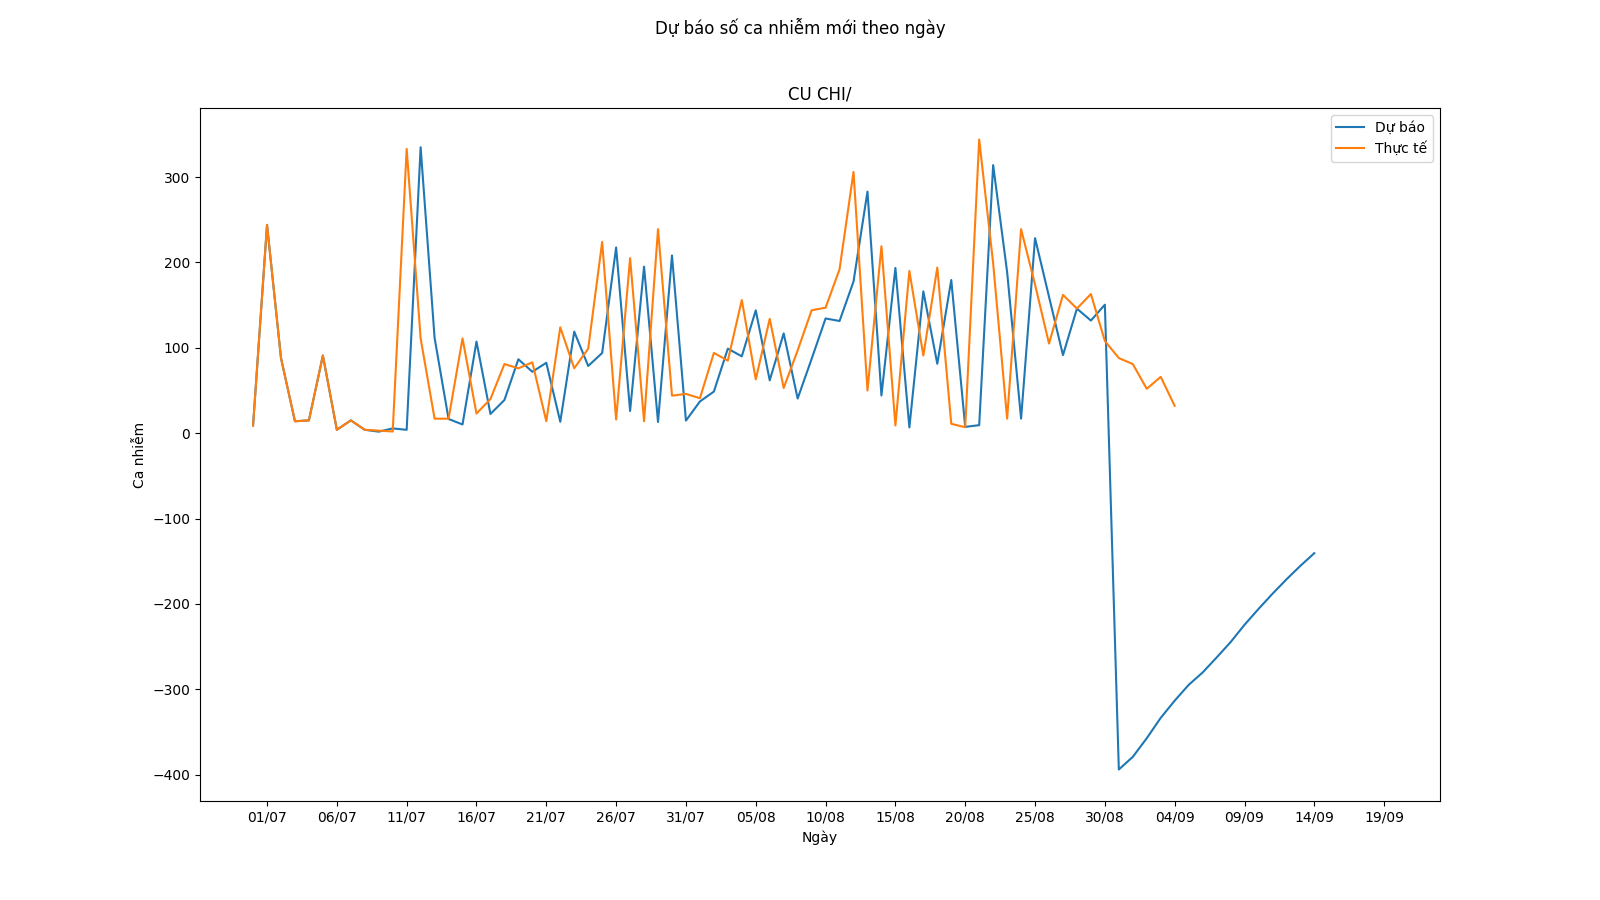 Dự báo số ca nhiễm mới theo ngày
CU CHI/
Dự báo
Thực tế
300
200
100
0
−100
−200
−300
−400
Ca nhiễm
01/07 06/07 11/07 16/07 21/07 26/07 31/07 05/08 10/08 15/08 20/08 25/08 30/08 04/09 09/09 14/09 19/09
Ngày